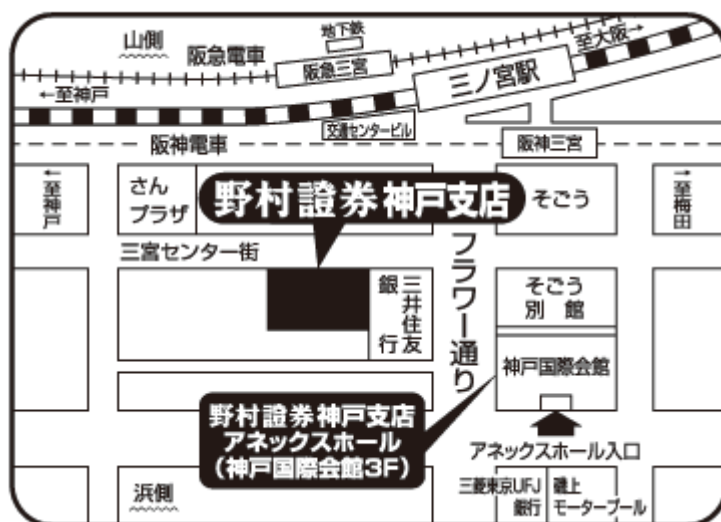 山側
阪急電車
地下鉄
阪急三宮
三ノ宮駅
至大阪→
←至神戸
交通センタービル
阪神電車
阪神三宮
←至神戸
さん
プラザ
野村證券神戸支店
そごう
→至梅田
三宮センター街
フラワー通り
三井住友
銀行
そごう
別館
神戸国際会館
野村證券神戸支店
アネックスホール
(神戸国際会館3F)
アネックスホール入口
浜側
三菱東京UFJ
銀行
磯上
モータープール